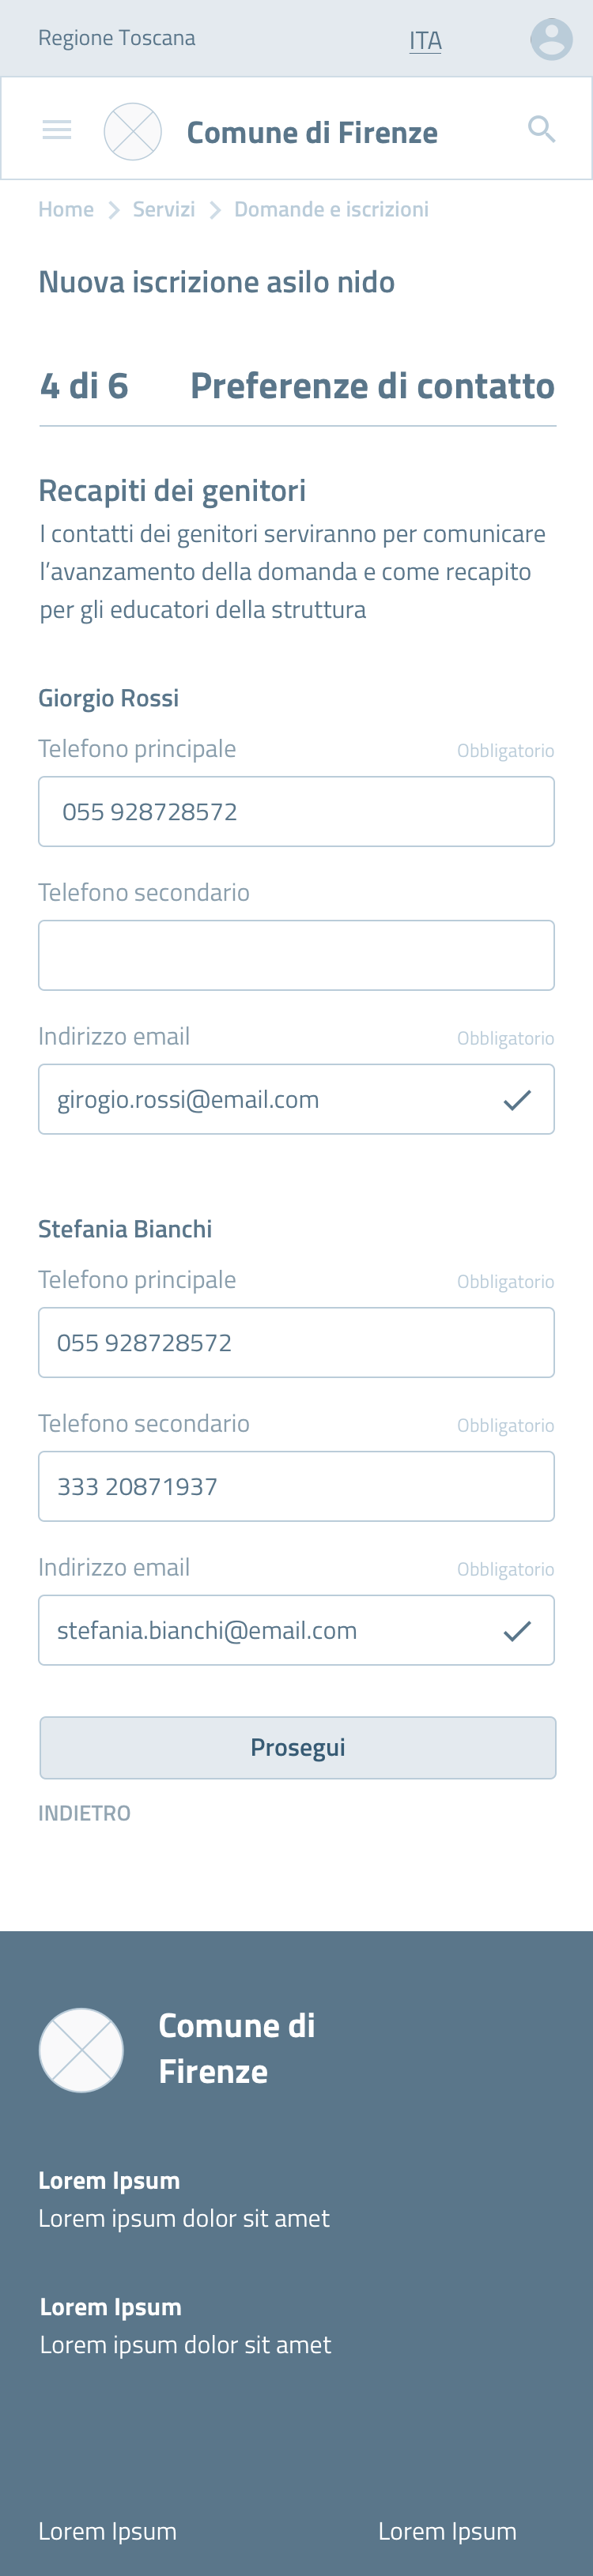 Regione Toscana ITA
Comune di Firenze
Home Servizi Domande e iscrizioni
Nuova iscrizione asilo nido
4 di 6 Preferenze di contatto
Recapiti dei genitori
I contatti dei genitori serviranno per comunicare
l’avanzamento della domanda e come recapito
per gli educatori della struttura
Giorgio Rossi
Telefono principale Obbligatorio
055 928728572
Telefono secondario
Indirizzo email Obbligatorio
girogio.rossi@email.com
Stefania Bianchi
Telefono principale Obbligatorio
055 928728572
Telefono secondario Obbligatorio
333 20871937
Indirizzo email Obbligatorio
stefania.bianchi@email.com
Prosegui
INDIETRO
Comune di
Firenze
Lorem Ipsum
Lorem ipsum dolor sit amet
Lorem Ipsum
Lorem ipsum dolor sit amet
Lorem Ipsum Lorem Ipsum